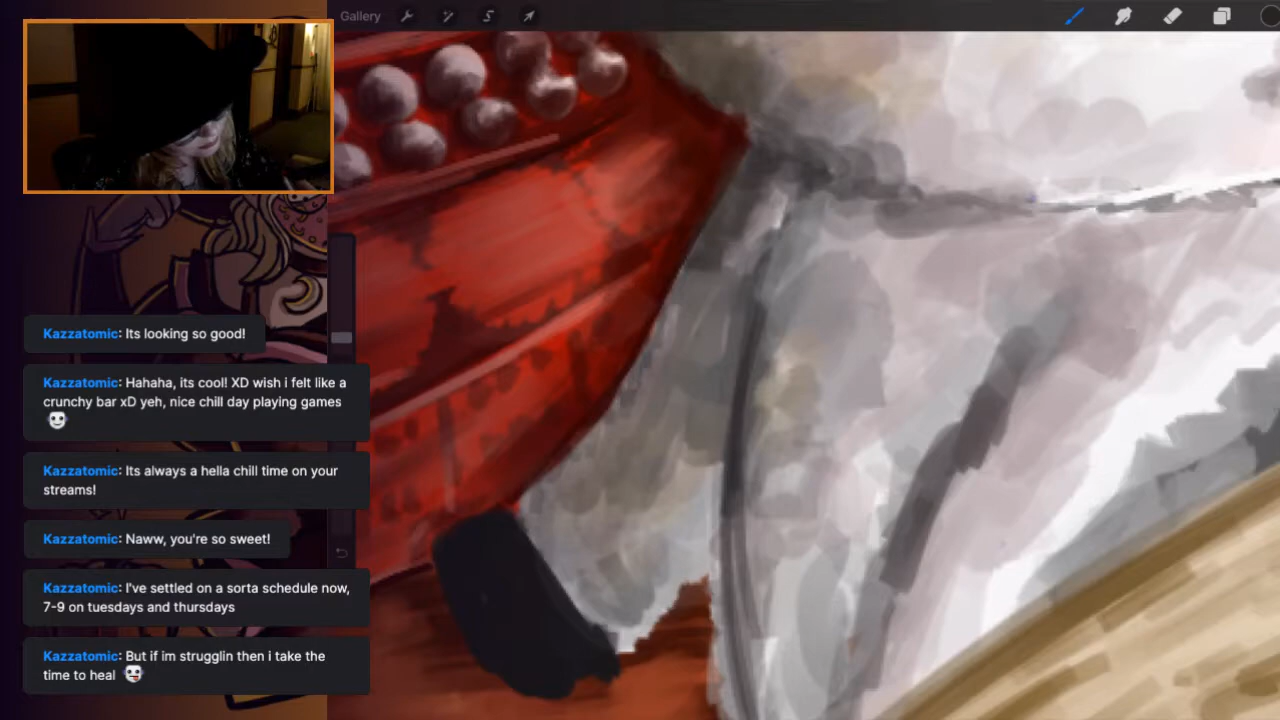 Gallery
Kazzatomic: Its looking so good!
Kazzatomic: Hahaha, its cool! XD wish i felt like a
crunchy bar xD yeh, nice chill day playing games
Kazzatomic: Its always a hella chill time on your
streams!
Kazzatomic: Naww, you're so sweet!
Kazzatomic: I've settled on a sorta schedule now,
7-9 on tuesdays and thursdays
Kazzatomic: But if im strugglin then i take the
time to heal